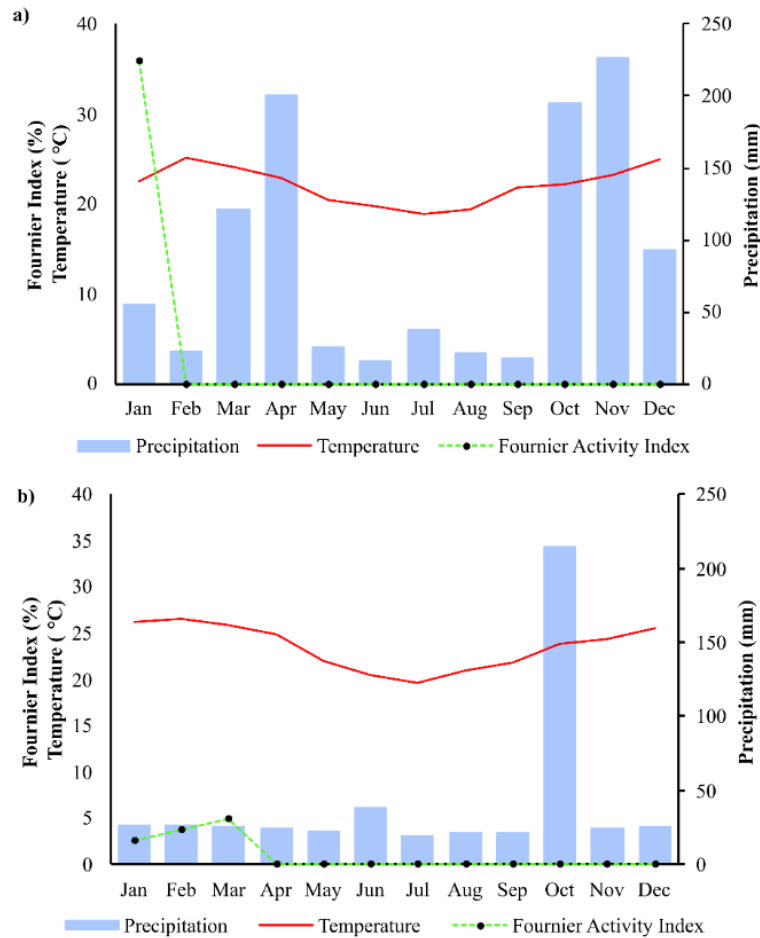 a)
40
30
20
10
0
Fournier Index (%)
Temperature ( °C)
250
200
150
100
50
0
Precipitation (mm)
Jan Feb Mar Apr May Jun Jul Aug Sep Oct Nov Dec
Precipitation Temperature Fournier Activity Index
b)
40
35
30
25
20
15
10
5
0
Fournier Index (%)
Temperature ( °C)
250
200
150
100
50
0
Precipitation (mm)
Jan Feb Mar Apr May Jun Jul Aug Sep Oct Nov Dec
Precipitation Temperature Fournier Activity Index